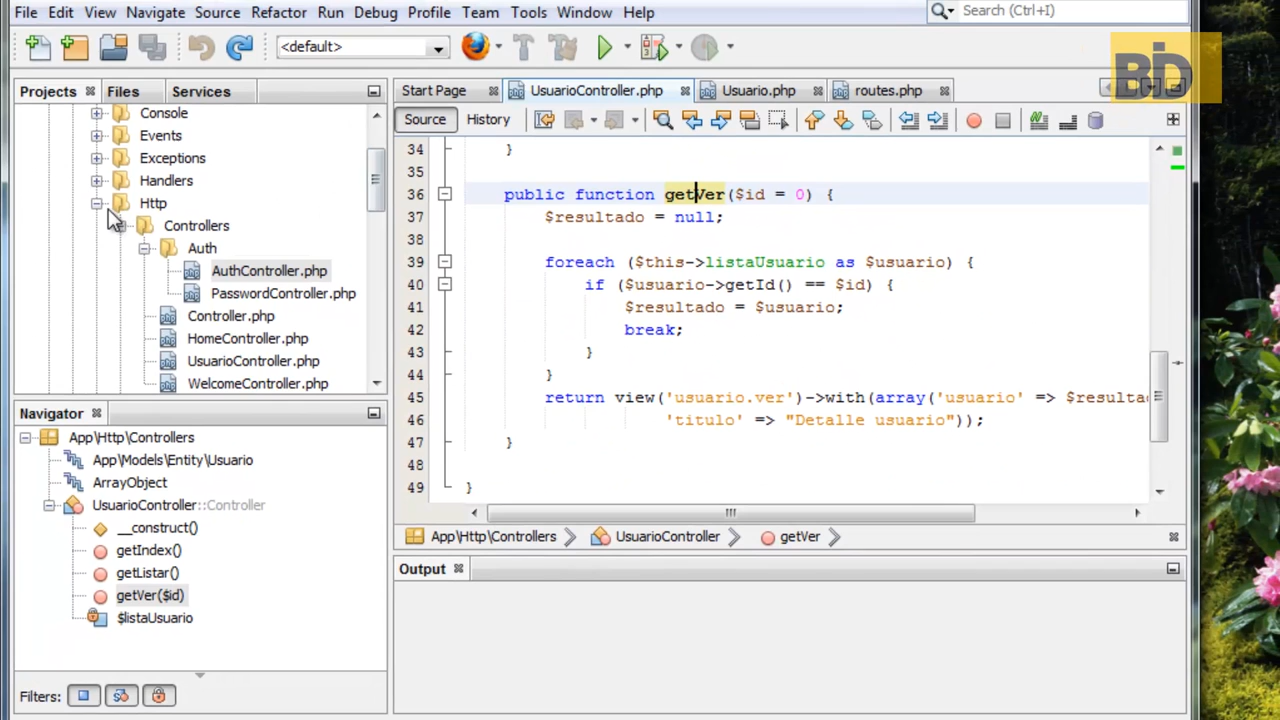 File Edit View Navigate Source Refactor Run Debug Profile Team Tools Window Help
Search (Ctrl+I)
<default>
BID
Projects Files Services
Start Page UsuarioController.php Usuario.php routes.php
Source History
Console
Events
Exceptions
Handlers
Http
Controllers
Auth
AuthController.php
PasswordController.php
Controller.php
HomeController.php
UsuarioController.php
WelcomeController.php
34 }
35
36 public function getVer($id = 0) {
37 $resultado = null;
38
39 foreach ($this->listaUsuario as $usuario) {
40 if ($usuario->getId() == $id) {
41 $resultado = $usuario;
42 break;
43 }
44 }
45 return view('usuario.ver')->with(array('usuario' => $resulta
46 'titulo' => "Detalle usuario"));
47 }
48
49 }
App\Http\Controllers UsuarioController getVer
Navigator
App\Http\Controllers
App\Models\Entity\Usuario
ArrayObject
UsuarioController::Controller
__construct()
getIndex()
getListar()
getVer($id)
$listaUsuario
Filters:
Output